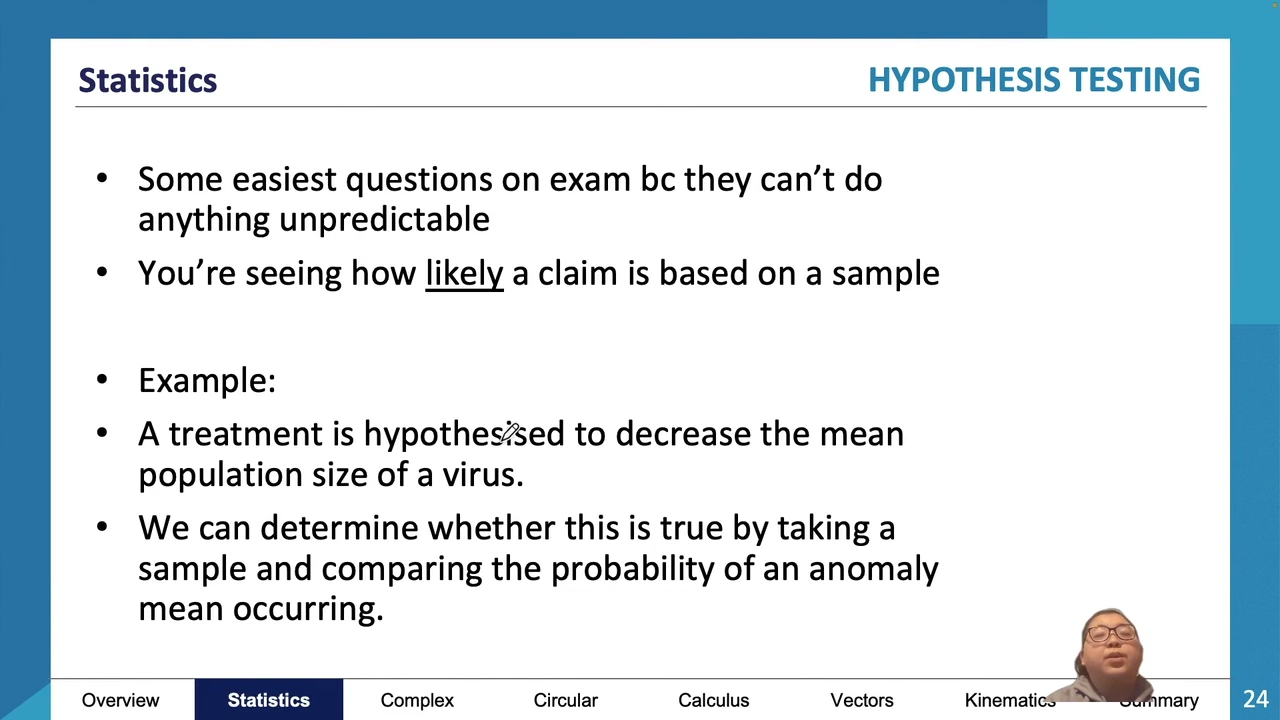 Statistics
HYPOTHESIS TESTING
• Some easiest questions on exam bc they can't do
anything unpredictable
• You're seeing how likely a claim is based on a sample
• Example:
• A treatment is hypothesised to decrease the mean
population size of a virus.
• We can determine whether this is true by taking a
sample and comparing the probability of an anomaly
mean occurring.
Overview Statistics Complex Circular Calculus Vectors Kinematics Summary 24